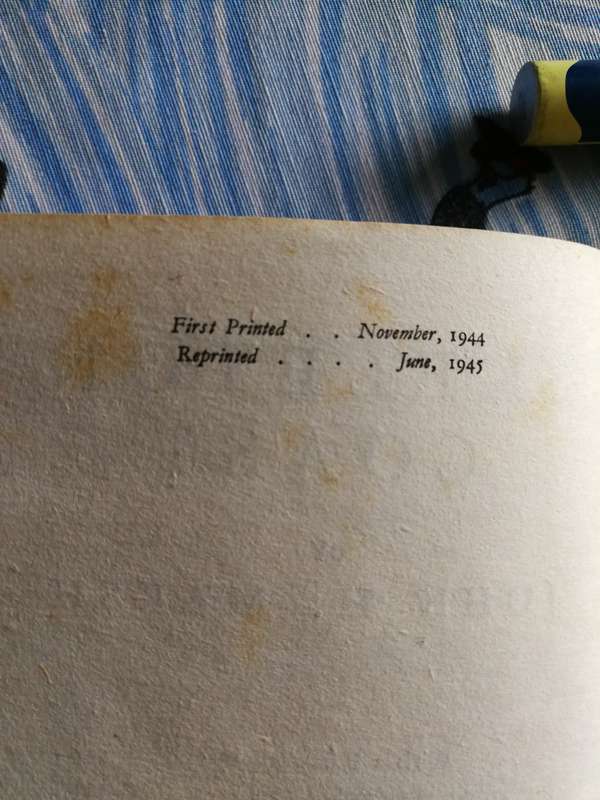 First Printed . . November, 1944
Reprinted . . . . June, 1945